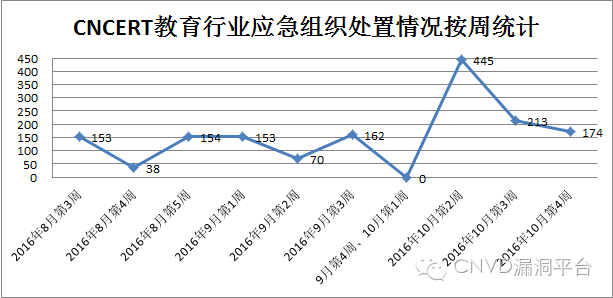 CNCERT教育行业应急组织处置情况按周统计
450
400
350
300
250
200
150
100
50
0
153
38
154
153
70
162
0
445
213
174
2016年8月第3周
2016年8月第4周
2016年8月第5周
2016年9月第1周
2016年9月第2周
2016年9月第3周
9月第4周、10月第1周
2016年10月第2周
2016年10月第3周
2016年10月第4周
CNVD漏洞平台